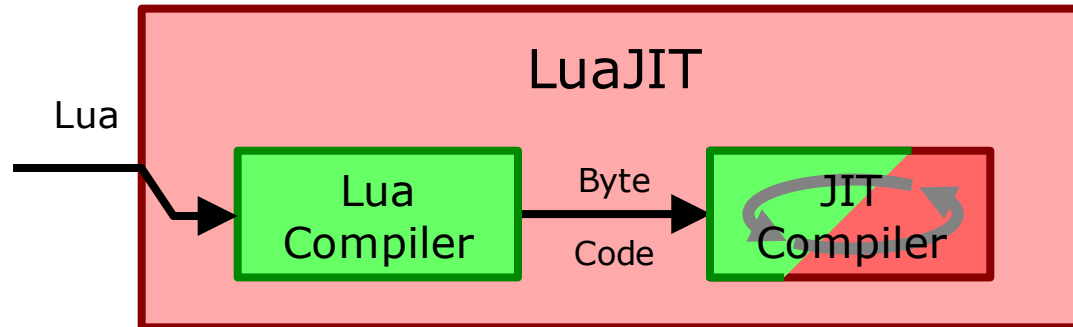 LuaJIT
Lua
Lua
Compiler
Byte
Code
JIT
Compiler